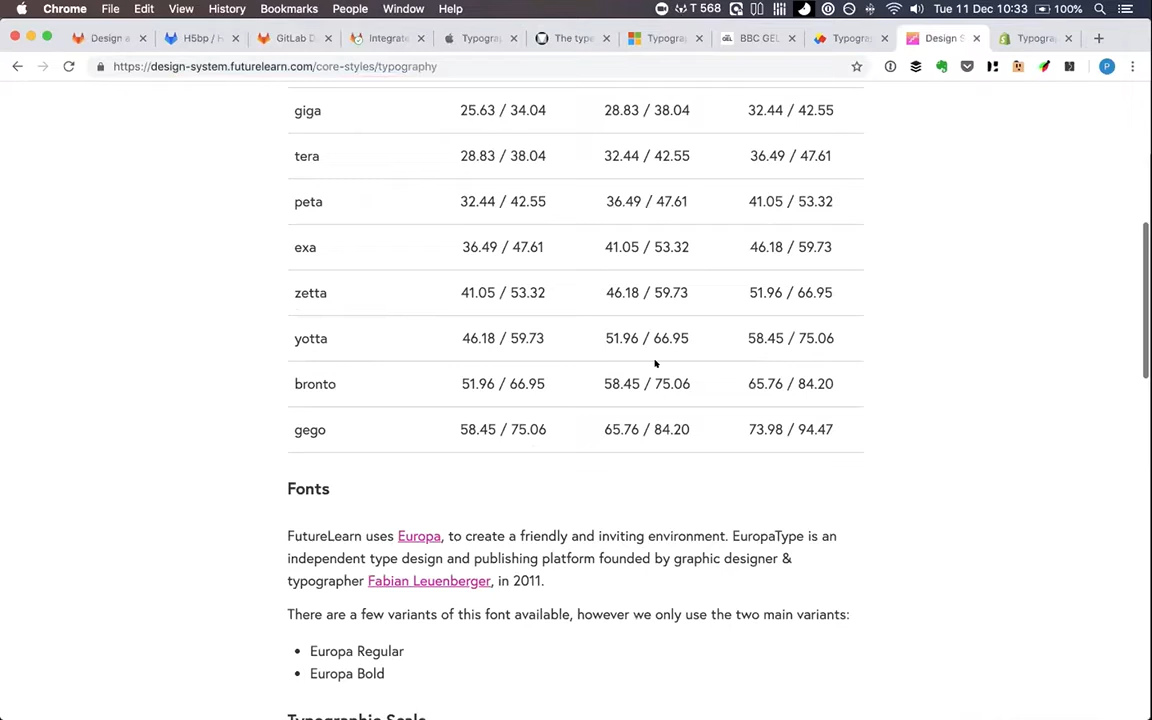 Chrome File Edit View History Bookmarks People Window Help T 568 Tue 11 Dec 10:33 100%
Design a H5bp / H GitLab D Integrate Typogra The type Typogra BBC GEL Typogra Design S Typogra
https://design-system.futurelearn.com/core-styles/typography P
giga 25.63 / 34.04 28.83 / 38.04 32.44 / 42.55
tera 28.83 / 38.04 32.44 / 42.55 36.49 / 47.61
peta 32.44 / 42.55 36.49 / 47.61 41.05 / 53.32
exa 36.49 / 47.61 41.05 / 53.32 46.18 / 59.73
zetta 41.05 / 53.32 46.18 / 59.73 51.96 / 66.95
yotta 46.18 / 59.73 51.96 / 66.95 58.45 / 75.06
bronto 51.96 / 66.95 58.45 / 75.06 65.76 / 84.20
gego 58.45 / 75.06 65.76 / 84.20 73.98 / 94.47
Fonts
FutureLearn uses Europa, to create a friendly and inviting environment. EuropaType is an
independent type design and publishing platform founded by graphic designer &
typographer Fabian Leuenberger, in 2011.
There are a few variants of this font available, however we only use the two main variants:
• Europa Regular
• Europa Bold
Typographic Scale